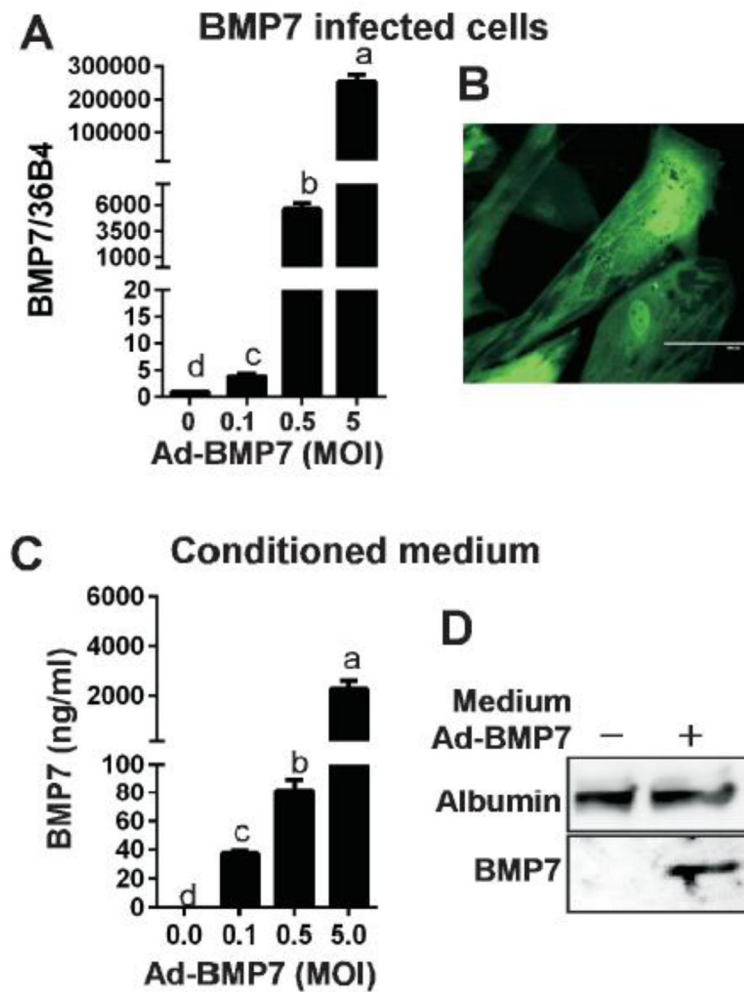 A
BMP7 infected cells
BMP7/36B4
300000
200000
100000
6000
3500
1000
20
15
10
5
0
d
c
b
a
0 0.1 0.5 5
Ad-BMP7 (MOI)
B
C
Conditioned medium
BMP7 (ng/ml)
6000
4000
2000
100
80
60
40
20
0
d
c
b
a
0.0 0.1 0.5 5.0
Ad-BMP7 (MOI)
D
Medium
Ad-BMP7 − +
Albumin
BMP7